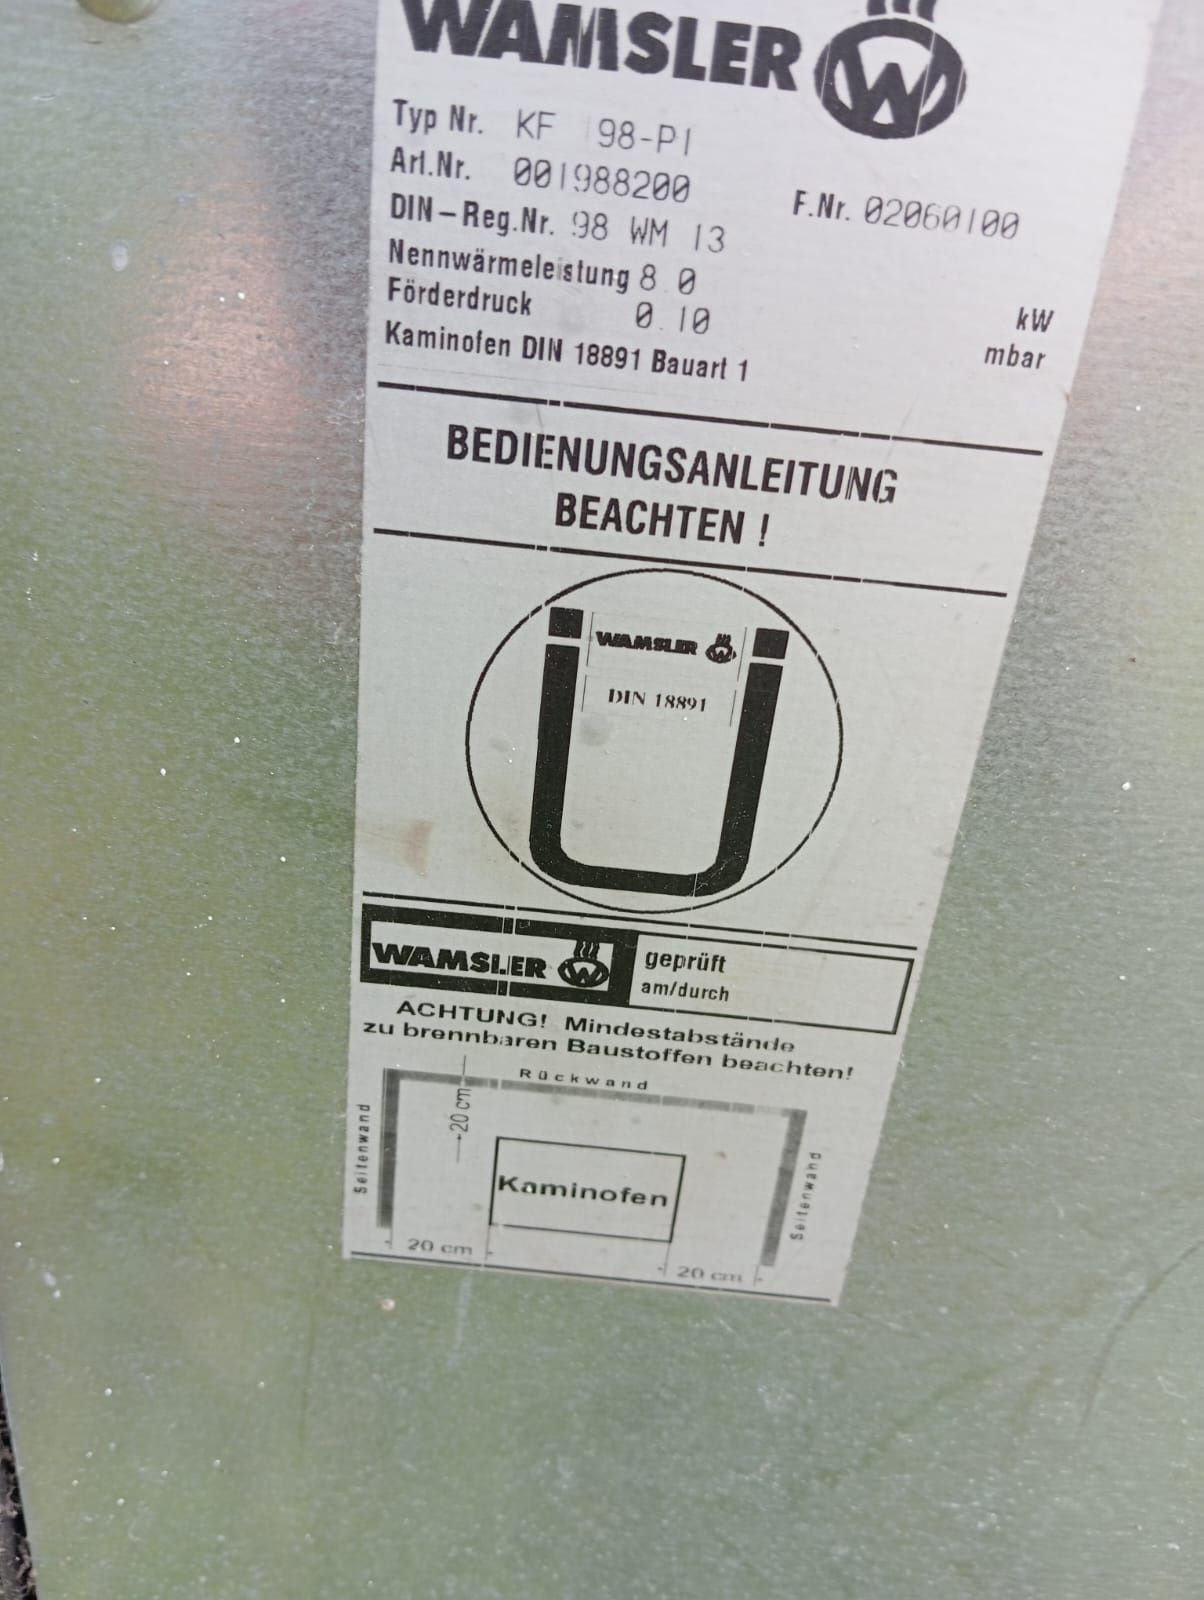 WAMSLER
Typ Nr. KF 98-P1
Art.Nr. 001988200 F.Nr. 02060100
DIN-Reg.Nr. 98 WM 13
Nennwärmeleistung 8.0 kW
Förderdruck 0.10 mbar
Kaminofen DIN 18891 Bauart 1
BEDIENUNGSANLEITUNG
BEACHTEN !
Ü
WAMSLER
DIN 18891
WAMSLER geprüft
am/durch
ACHTUNG! Mindestabstände
zu brennbaren Baustoffen beachten!
Rückwand
Seitenwand
20 cm
Kaminofen
Seitenwand
20 cm
20 cm